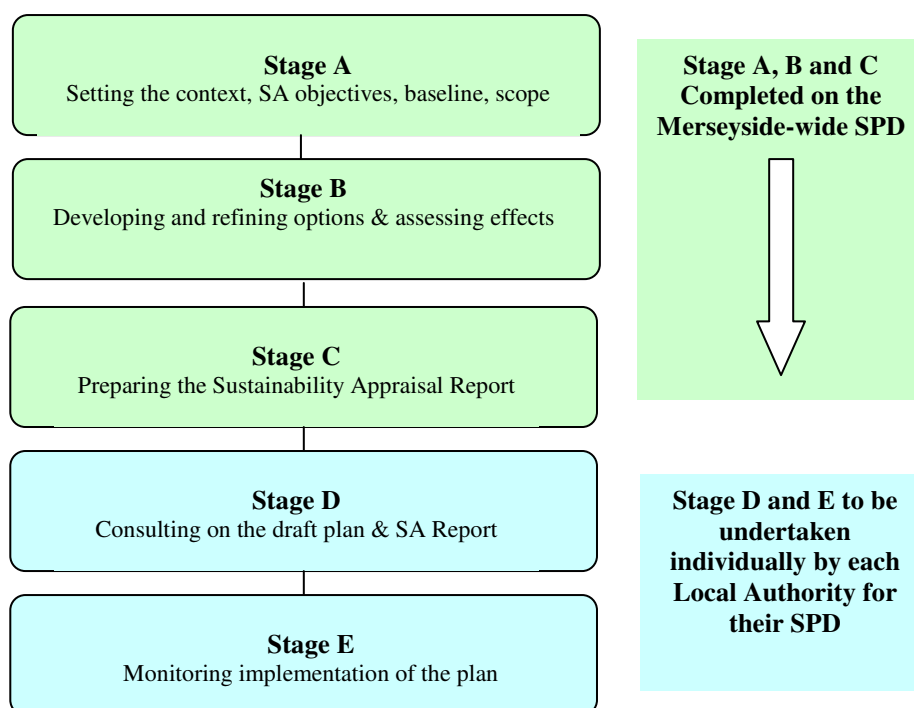 Stage A
Setting the context, SA objectives, baseline, scope
Stage B
Developing and refining options & assessing effects
Stage C
Preparing the Sustainability Appraisal Report
Stage D
Consulting on the draft plan & SA Report
Stage E
Monitoring implementation of the plan
Stage A, B and C
Completed on the
Merseyside-wide SPD
Stage D and E to be
undertaken
individually by each
Local Authority for
their SPD